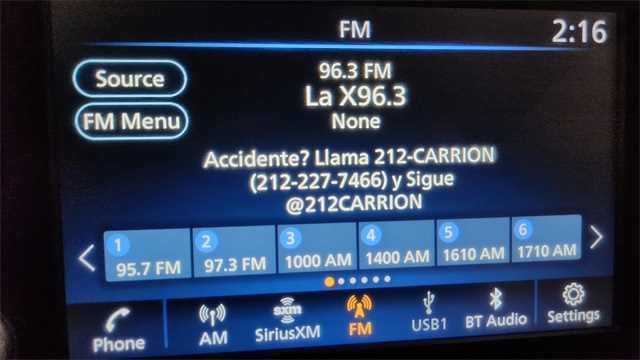 FM
2:16
Source
FM Menu
96.3 FM
La X96.3
None
Accidente? Llama 212-CARRION
(212-227-7466) y Sigue
@212CARRION
1 2 3 4 5 6
95.7 FM 97.3 FM 1000 AM 1400 AM 1610 AM 1710 AM
sxm
Phone AM SiriusXM FM USB1 BT Audio Settings